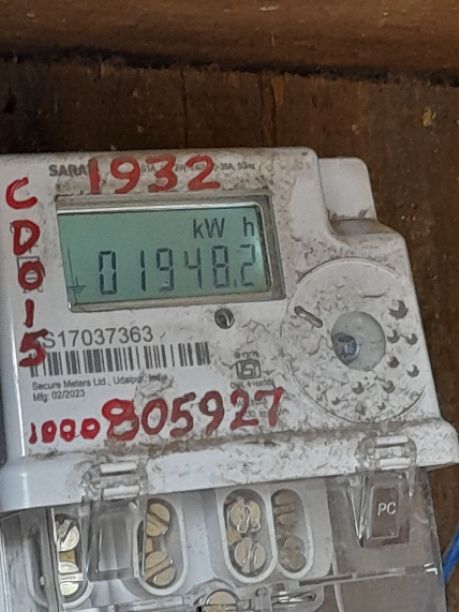 SARA 1932
kW h
01948.2
CD015
S17037363
Secure Meters Ltd., Udaipur, India
Mfg. 02/2023
1000805927
PC